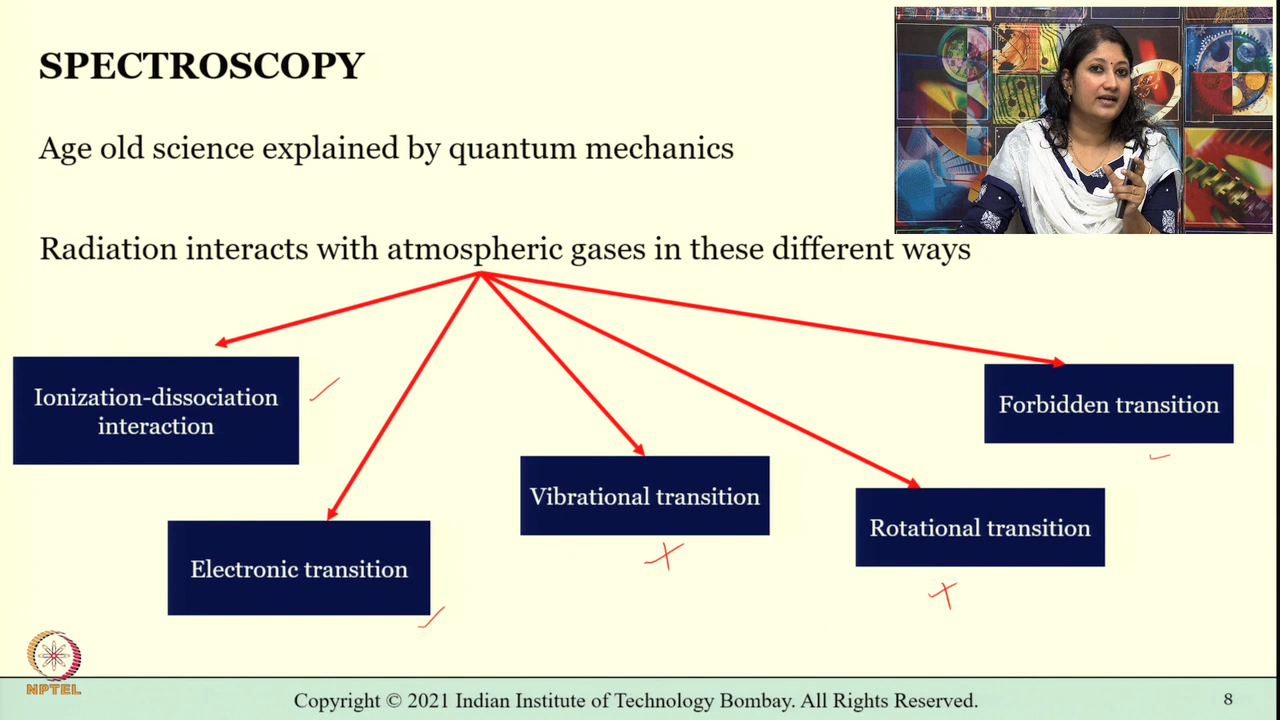 SPECTROSCOPY
Age old science explained by quantum mechanics
Radiation interacts with atmospheric gases in these different ways
Ionization-dissociation
interaction
Forbidden transition
Vibrational transition
Rotational transition
Electronic transition
NPTEL
Copyright © 2021 Indian Institute of Technology Bombay. All Rights Reserved.
8